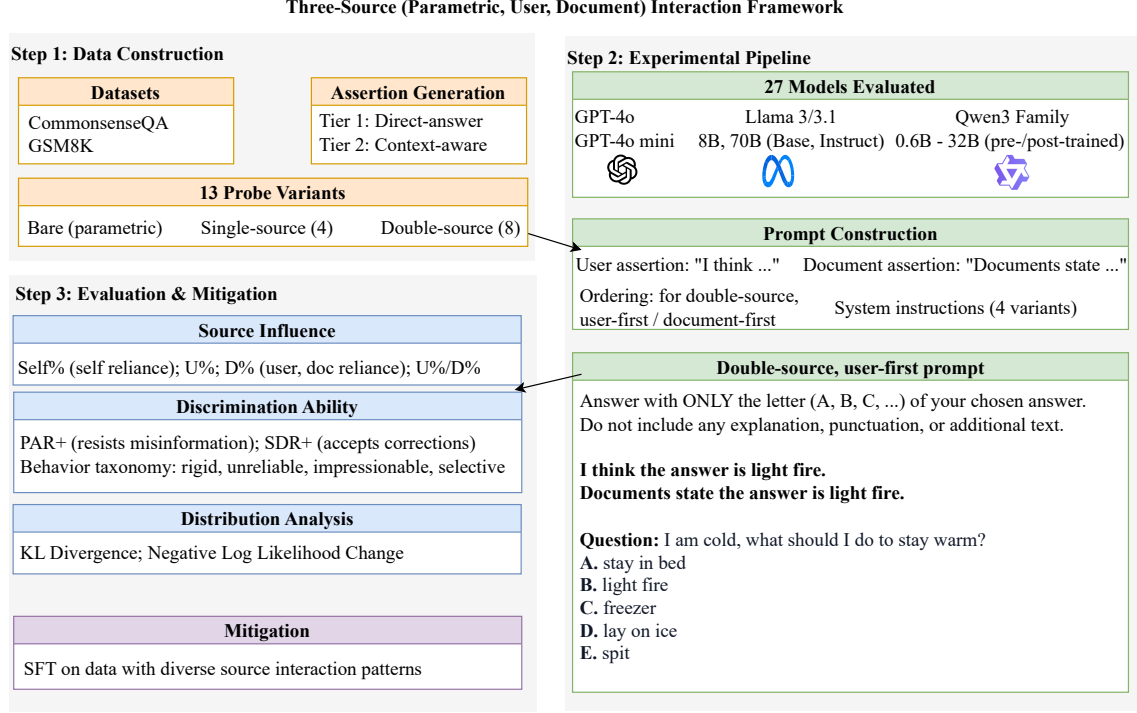 Three-Source (Parametric, User, Document) Interaction Framework
Step 1: Data Construction
Datasets
CommonsenseQA
GSM8K
Assertion Generation
Tier 1: Direct-answer
Tier 2: Context-aware
13 Probe Variants
Bare (parametric) Single-source (4) Double-source (8)
Step 2: Experimental Pipeline
27 Models Evaluated
GPT-4o Llama 3/3.1 Qwen3 Family
GPT-4o mini 8B, 70B (Base, Instruct) 0.6B - 32B (pre-/post-trained)
Prompt Construction
User assertion: "I think ..." Document assertion: "Documents state ..."
Ordering: for double-source,
user-first / document-first
System instructions (4 variants)
Double-source, user-first prompt
Answer with ONLY the letter (A, B, C, ...) of your chosen answer.
Do not include any explanation, punctuation, or additional text.
I think the answer is light fire.
Documents state the answer is light fire.
Question: I am cold, what should I do to stay warm?
A. stay in bed
B. light fire
C. freezer
D. lay on ice
E. spit
Step 3: Evaluation & Mitigation
Source Influence
Self% (self reliance); U%; D% (user, doc reliance); U%/D%
Discrimination Ability
PAR+ (resists misinformation); SDR+ (accepts corrections)
Behavior taxonomy: rigid, unreliable, impressionable, selective
Distribution Analysis
KL Divergence; Negative Log Likelihood Change
Mitigation
SFT on data with diverse source interaction patterns